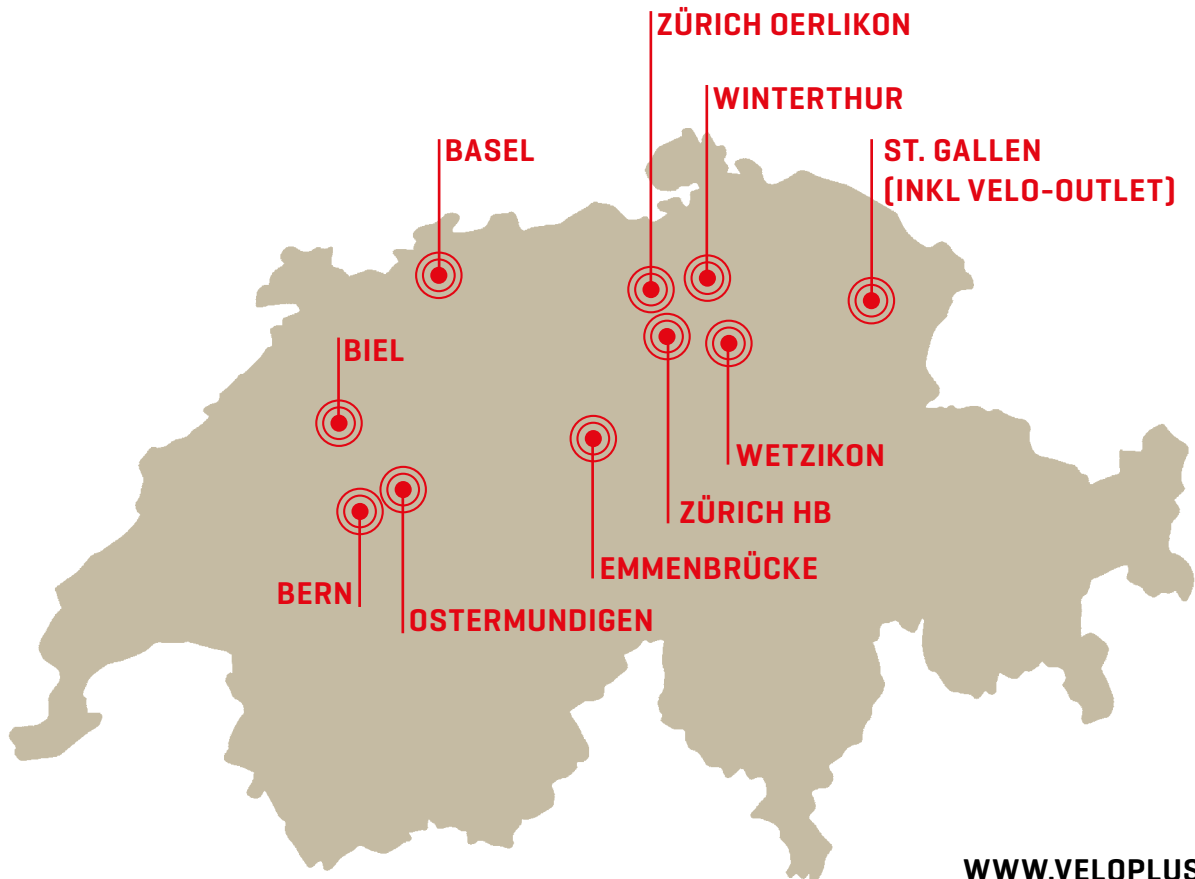 ZÜRICH OERLIKON
WINTERTHUR
BASEL
ST. GALLEN
(INKL VELO-OUTLET)
BIEL
WETZIKON
ZÜRICH HB
EMMENBRÜCKE
BERN
OSTERMUNDIGEN
WWW.VELOPLUS